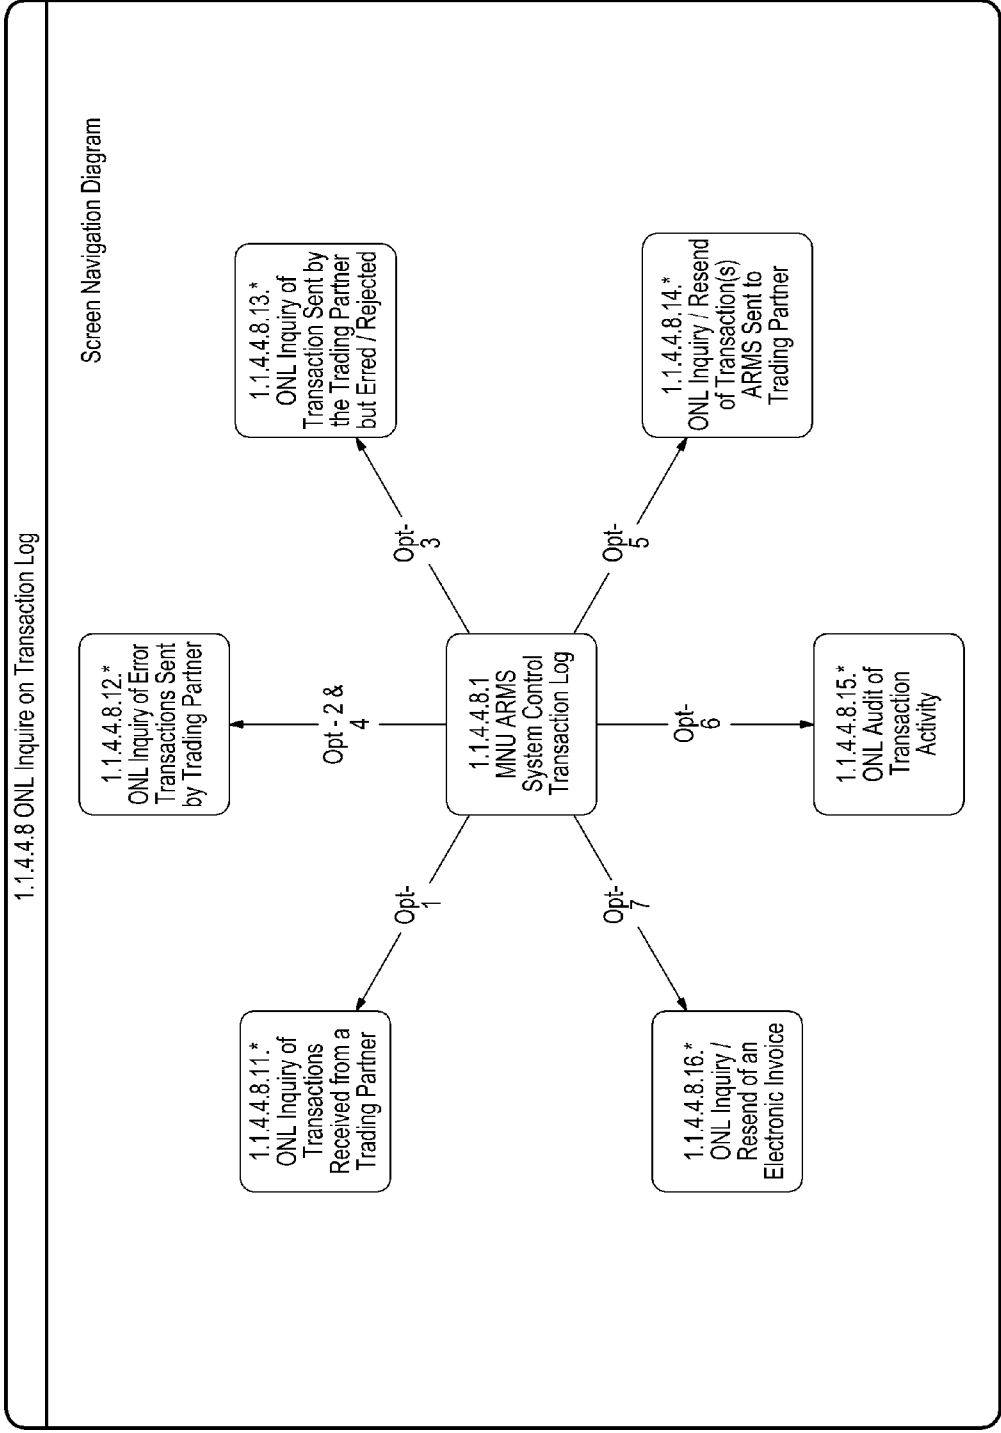 1.1.4.4.8 ONL Inquire on Transaction Log
Screen Navigation Diagram
1.1.4.4.8.11.*
ONL Inquiry of
Transactions
Received from a
Trading Partner
1.1.4.4.8.12.*
ONL Inquiry of Error
Transactions Sent
by Trading Partner
1.1.4.4.8.13.*
ONL Inquiry of
Transaction Sent by
the Trading Partner
but Erred / Rejected
Opt-
1
Opt - 2 &
4
Opt-
3
1.1.4.4.8.1
MNU ARMS
System Control
Transaction Log
Opt-
7
Opt-
6
Opt-
5
1.1.4.4.8.16.*
ONL Inquiry /
Resend of an
Electronic Invoice
1.1.4.4.8.15.*
ONL Audit of
Transaction
Activity
1.1.4.4.8.14.*
ONL Inquiry / Resend
of Transaction(s)
ARMS Sent to
Trading Partner